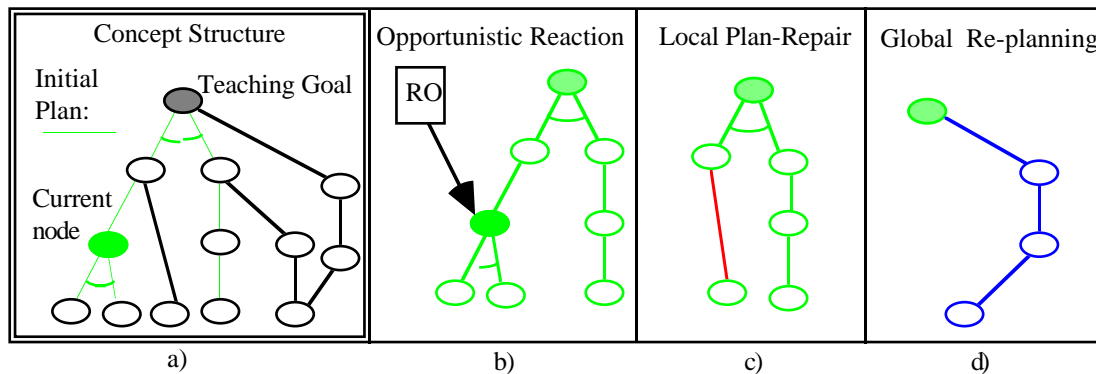 Concept Structure
Initial
Plan:
Teaching Goal
Current
node
a)
Opportunistic Reaction
RO
b)
Local Plan-Repair
c)
Global Re-planning
d)